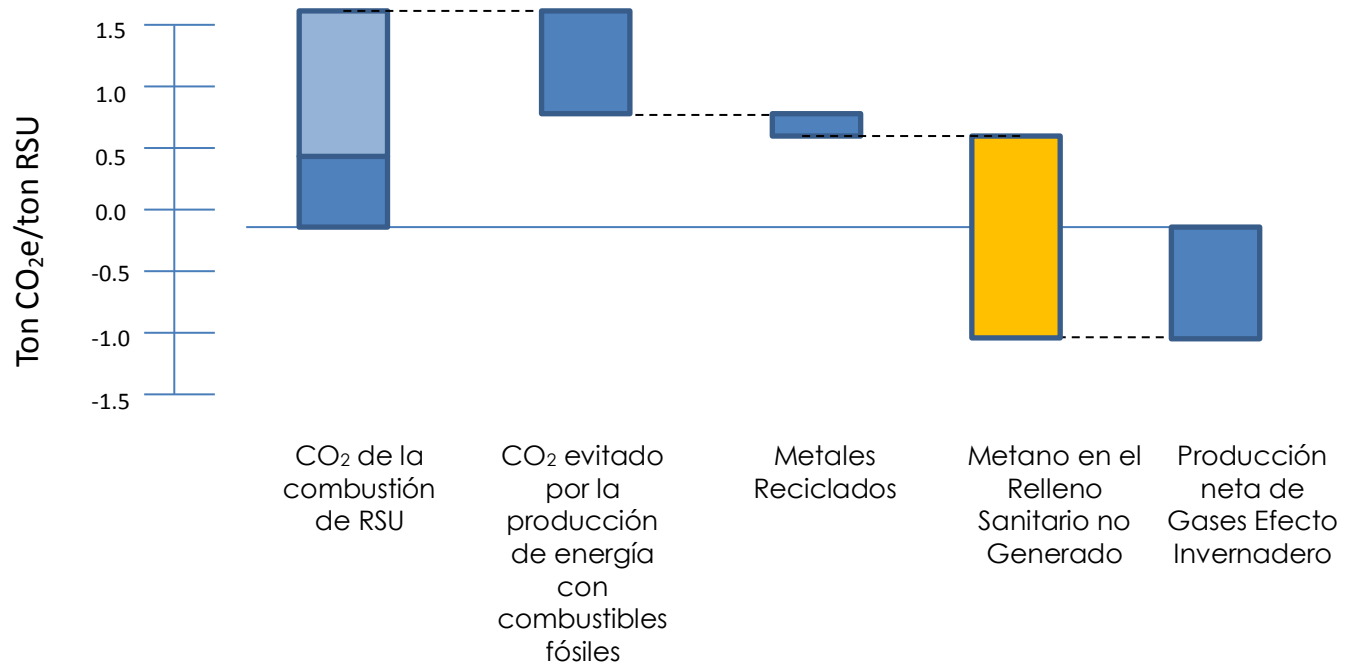 Ton CO₂e/ton RSU
1.5
1.0
0.5
0.0
-0.5
-1.0
-1.5
CO₂ de la
combustión
de RSU
CO₂ evitado
por la
producción
de energía
con
combustibles
fósiles
Metales
Reciclados
Metano en el
Relleno
Sanitario no
Generado
Producción
neta de
Gases Efecto
Invernadero